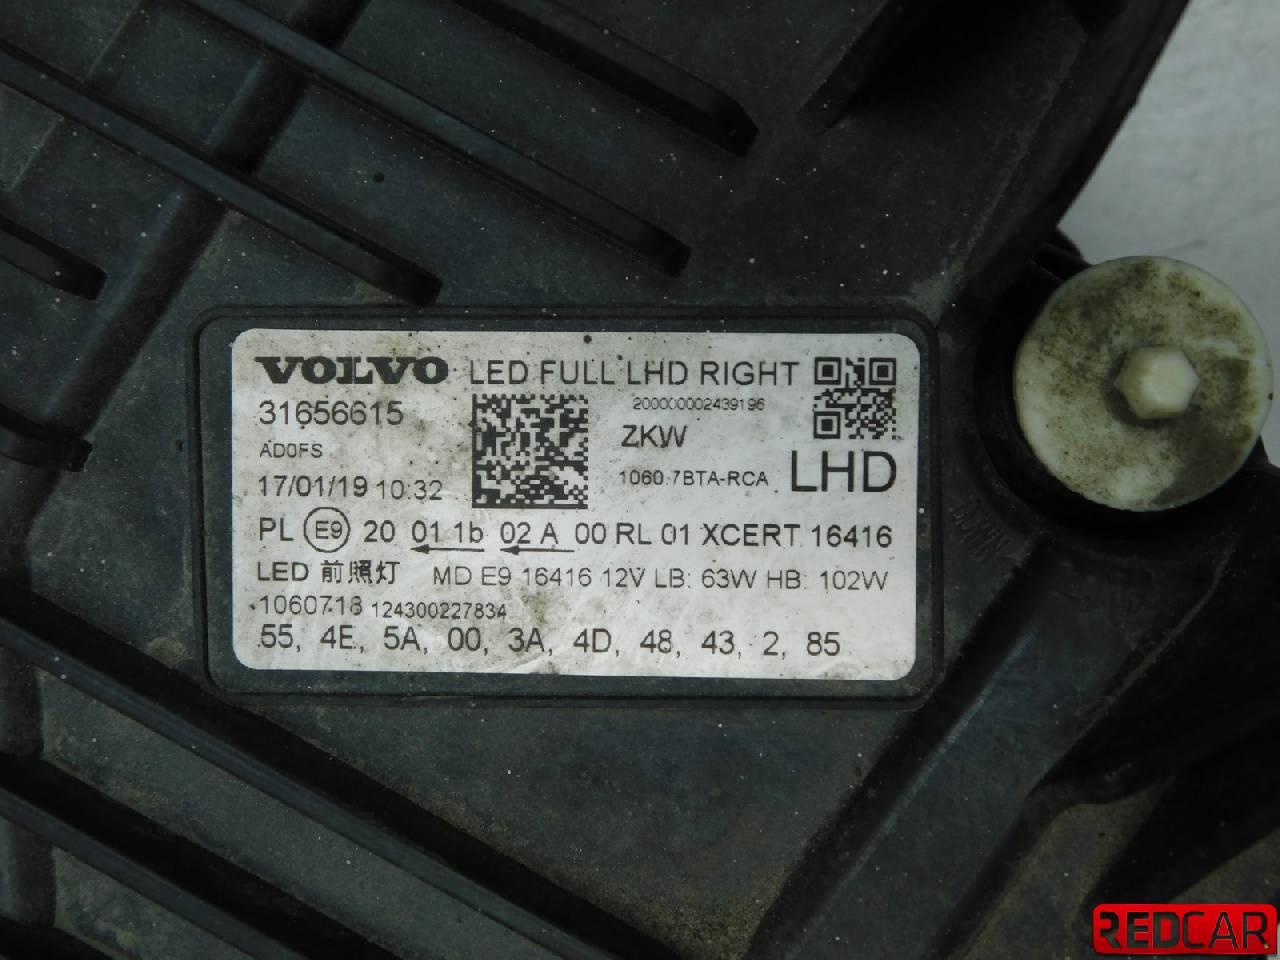 VOLVO LED FULL LHD RIGHT
31656615 200000002439196
AD0FS ZKW
17/01/19 10:32 1060.7BTA-RCA LHD
PL E9 20 01 1b 02 A 00 RL 01 XCERT 16416
LED 前照灯 MD E9 16416 12V LB: 63W HB: 102W
1060718 124300227834
55, 4E, 5A, 00, 3A, 4D, 48, 43, 2, 85
REDCAR